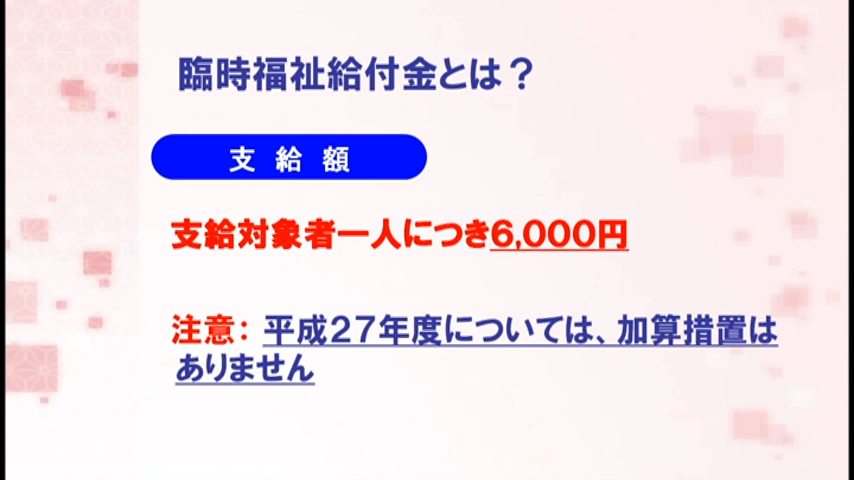 臨時福祉給付金とは？
支給額
支給対象者一人につき6,000円
注意：平成27年度については、加算措置は
ありません